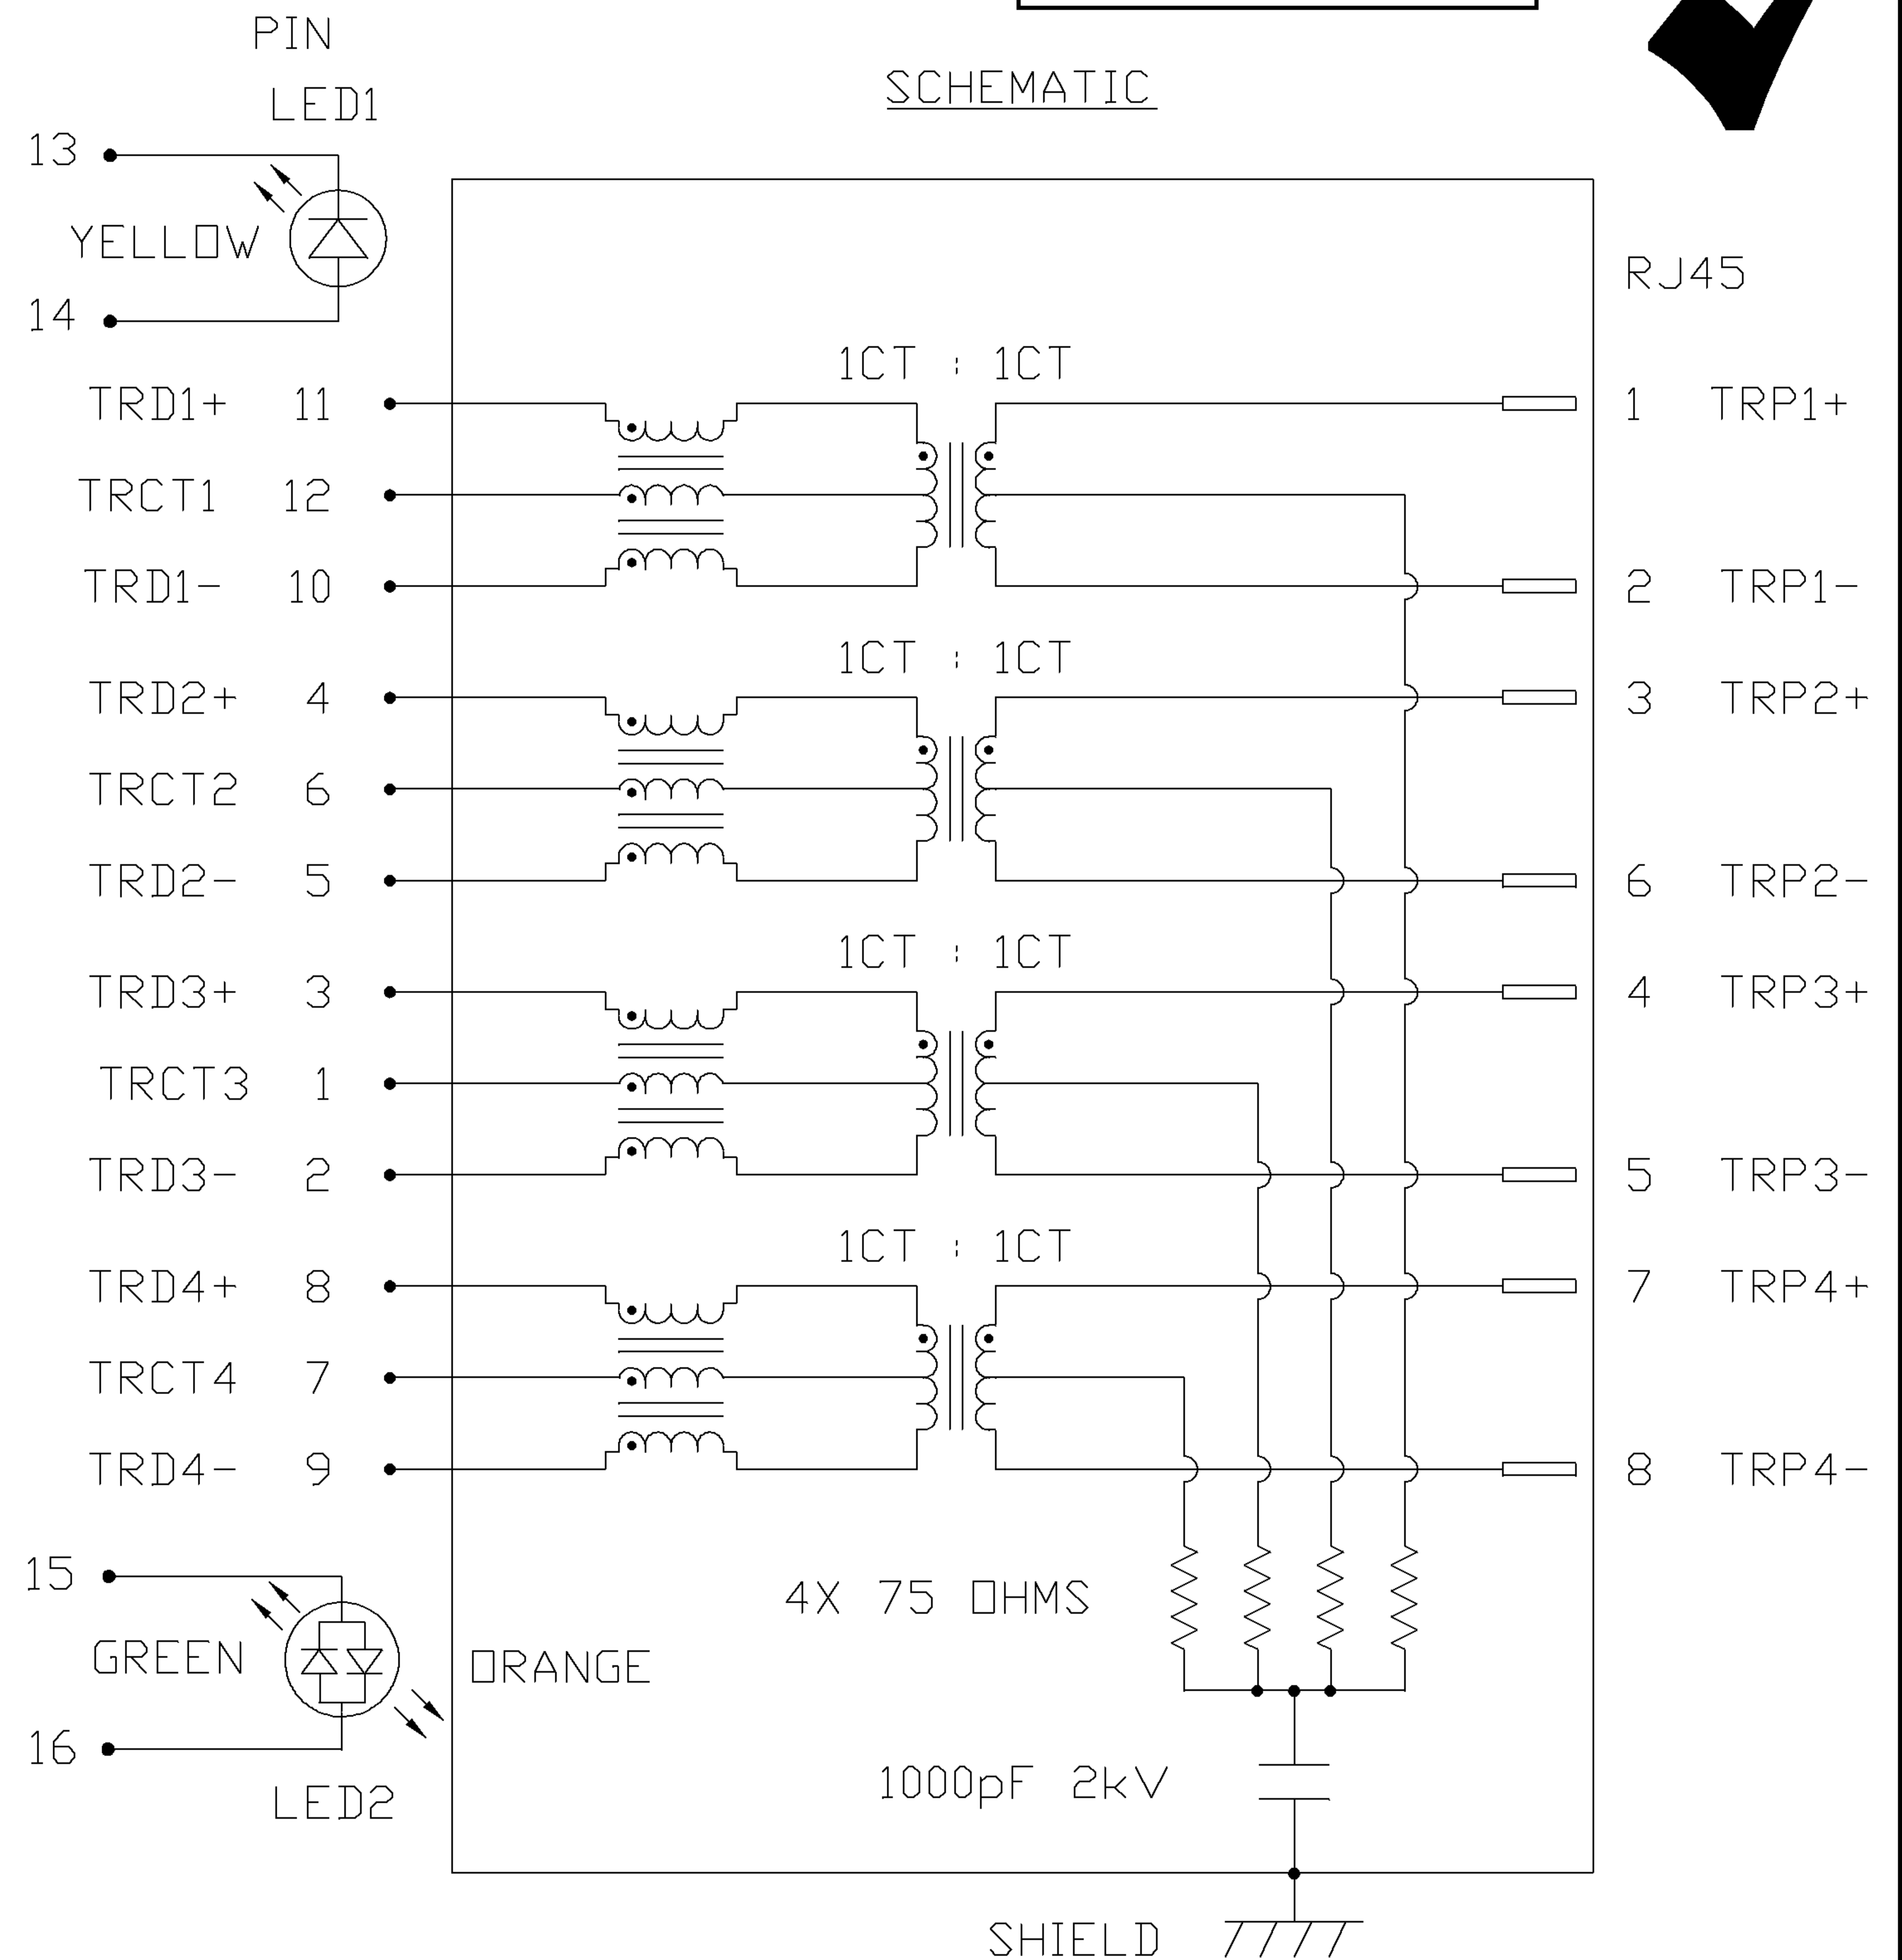 PIN
SCHEMATIC
LED1
13
YELLOW
14
RJ45
1CT : 1CT
TRD1+ 11
1 TRP1+
TRCT1 12
TRD1- 10
2 TRP1-
1CT : 1CT
TRD2+ 4
3 TRP2+
TRCT2 6
TRD2- 5
6 TRP2-
1CT : 1CT
TRD3+ 3
4 TRP3+
TRCT3 1
TRD3- 2
5 TRP3-
1CT : 1CT
TRD4+ 8
7 TRP4+
TRCT4 7
TRD4- 9
8 TRP4-
15
4X 75 OHMS
GREEN
ORANGE
16
LED2
1000pF 2kV
SHIELD